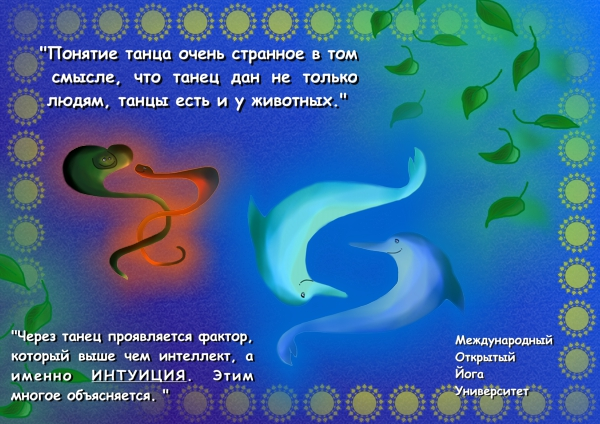 "Понятие танца очень странное в том
смысле, что танец дан не только
людям, танцы есть и у животных."
"Через танец проявляется фактор,
который выше чем интеллект, а
именно ИНТУИЦИЯ. Этим
многое объясняется. "
Международный
Открытый
Йога
Университет